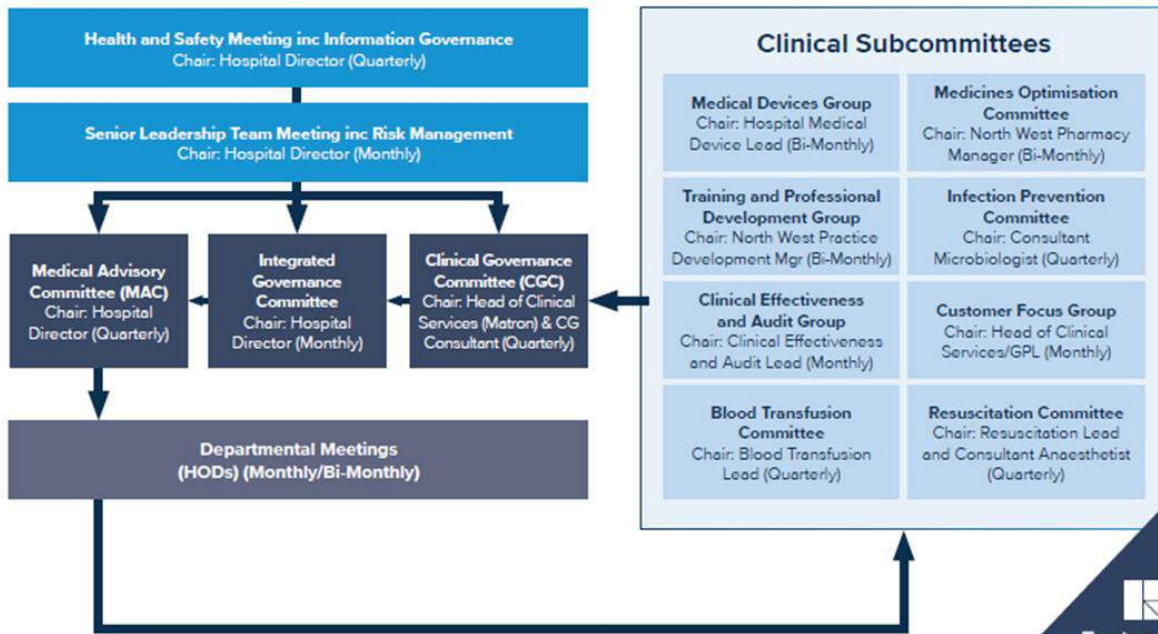 Health and Safety Meeting inc Information Governance
Chair: Hospital Director (Quarterly)
Senior Leadership Team Meeting inc Risk Management
Chair: Hospital Director (Monthly)
Medical Advisory
Committee (MAC)
Chair: Hospital
Director (Quarterly)
Integrated
Governance
Committee
Chair: Hospital
Director (Monthly)
Clinical Governance
Committee (CGC)
Chair: Head of Clinical
Services (Matron) & CG
Consultant (Quarterly)
Departmental Meetings
(HODs) (Monthly/Bi-Monthly)
Clinical Subcommittees
Medical Devices Group
Chair: Hospital Medical
Device Lead (Bi-Monthly)
Medicines Optimisation
Committee
Chair: North West Pharmacy
Manager (Bi-Monthly)
Training and Professional
Development Group
Chair: North West Practice
Development Mgr (Bi-Monthly)
Infection Prevention
Committee
Chair: Consultant
Microbiologist (Quarterly)
Clinical Effectiveness
and Audit Group
Chair: Clinical Effectiveness
and Audit Lead (Monthly)
Customer Focus Group
Chair: Head of Clinical
Services/GPL (Monthly)
Blood Transfusion
Committee
Chair: Blood Transfusion
Lead (Quarterly)
Resuscitation Committee
Chair: Resuscitation Lead
and Consultant Anaesthetist
(Quarterly)